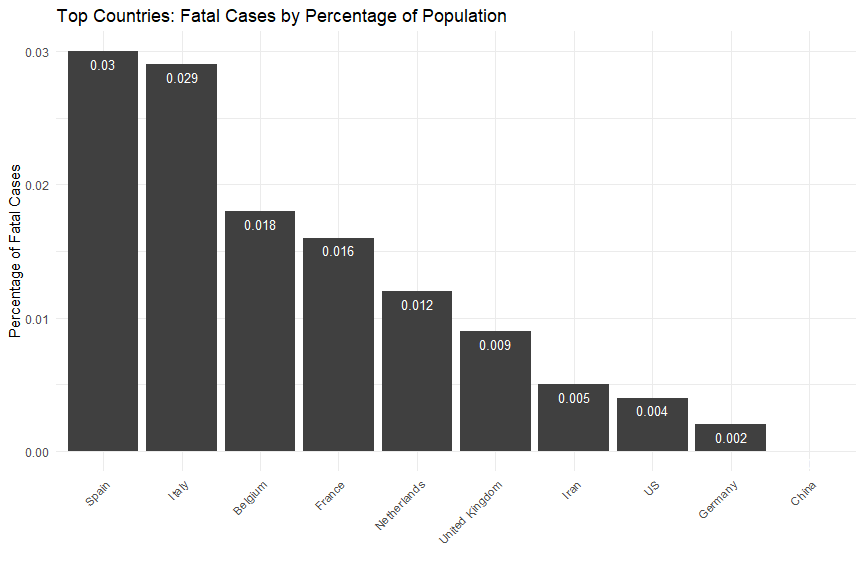 Top Countries: Fatal Cases by Percentage of Population
Percentage of Fatal Cases
0.03
0.02
0.01
0.00
0.03
0.029
0.018
0.016
0.012
0.009
0.005
0.004
0.002
Spain
Italy
Belgium
France
Netherlands
United Kingdom
Iran
US
Germany
China